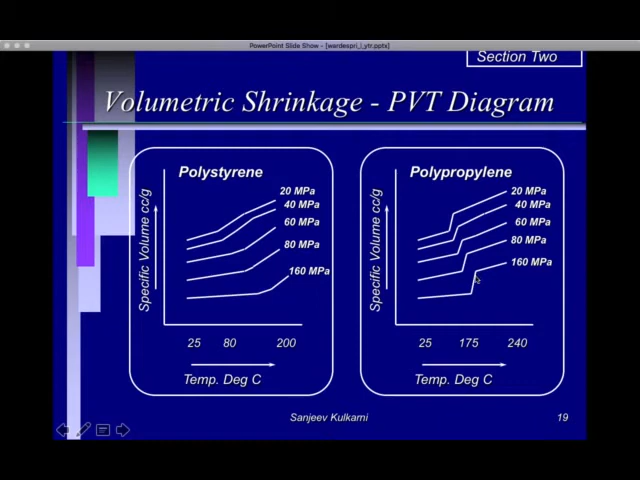 PowerPoint Slide Show - [wardespri_i_ytr.pptx]
Section Two
Volumetric Shrinkage - PVT Diagram
Polystyrene
Specific Volume cc/g
20 MPa
40 MPa
60 MPa
80 MPa
160 MPa
25 80 200
Temp. Deg C
Polypropylene
Specific Volume cc/g
20 MPa
40 MPa
60 MPa
80 MPa
160 MPa
25 175 240
Temp. Deg C
Sanjeev Kulkarni
19